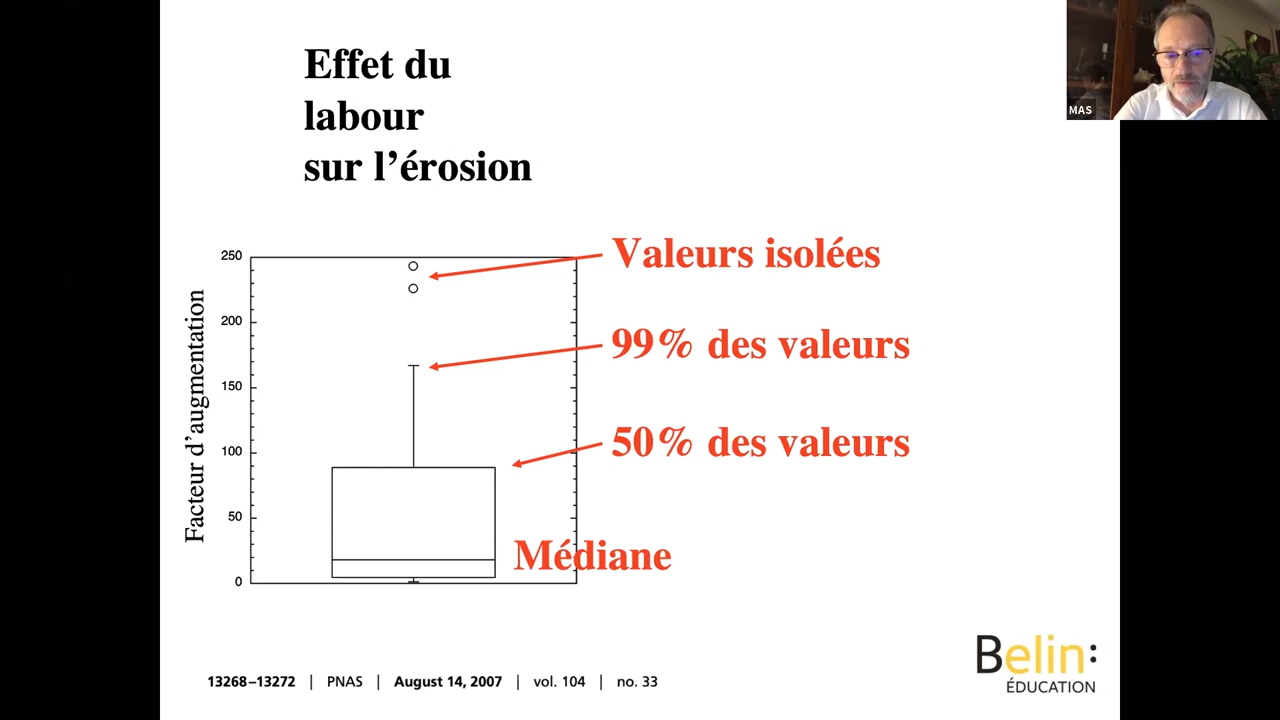 Effet du
labour
sur l’érosion
MAS
Valeurs isolées
99% des valeurs
50% des valeurs
Médiane
Facteur d’augmentation
250
200
150
100
50
0
13268–13272 | PNAS | August 14, 2007 | vol. 104 | no. 33
Belin:
ÉDUCATION